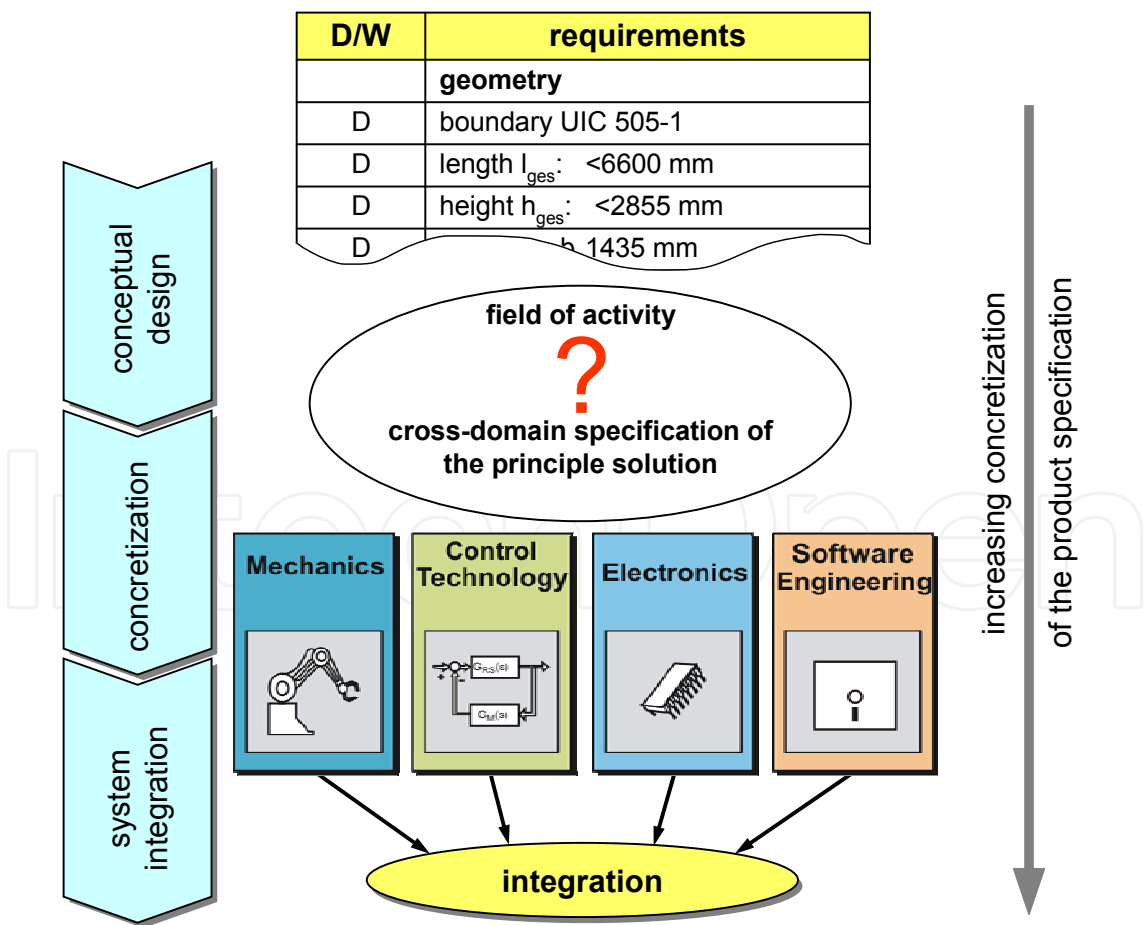 D/W requirements
geometry
D boundary UIC 505-1
D length l_ges: <6600 mm
D height h_ges: <2855 mm
D 1435 mm
conceptual
design
field of activity
?
cross-domain specification of
the principle solution
concretization
Mechanics
Control
Technology
Electronics
Software
Engineering
+
-
system
integration
integration
increasing concretization
of the product specification